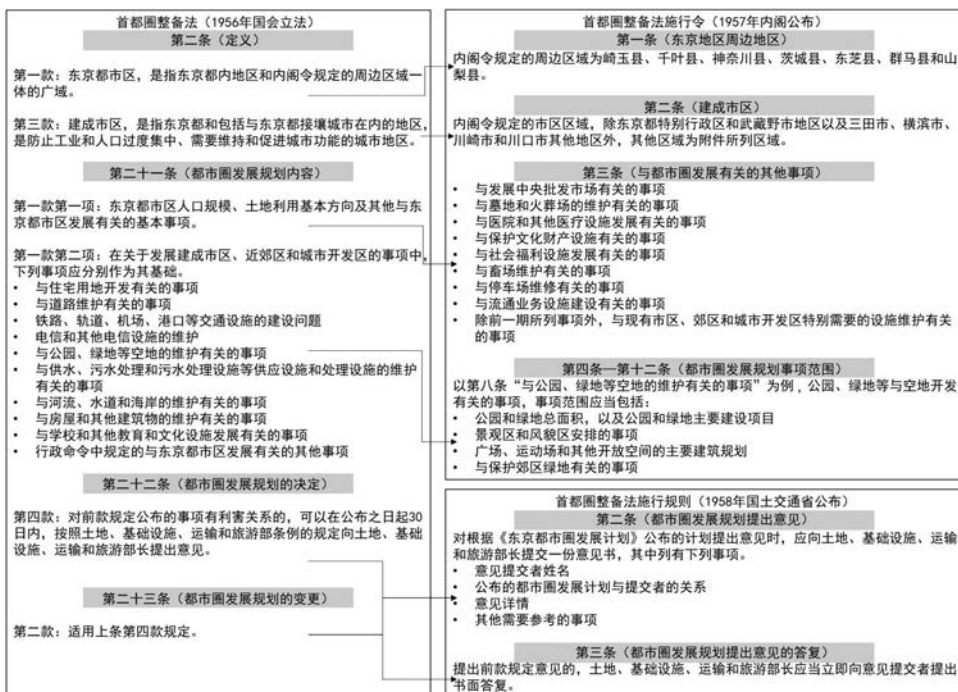 首都圈整备法（1956年国会立法）
第二条（定义）
第一款：东京都市区，是指东京都内地区和内阁令规定的周边区域一
体的广域。
第三款：建成市区，是指东京都和包括与东京都接壤城市在内的地区，
是防止工业和人口过度集中、需要维持和促进城市功能的城市地区。
第二十一条（都市圈发展规划内容）
第一款第一项：东京都市区人口规模、土地利用基本方向及其他与东
京都市区发展有关的基本事项。
第一款第二项：在关于发展建成市区、近郊区和城市开发区的事项中，
下列事项应分别作为其基础。
• 与住宅用地开发有关的事项
• 与道路维护有关的事项
• 铁路、轨道、机场、港口等交通设施的建设问题
• 电信和其他电信设施的维护
• 与公园、绿地等空地的维护有关的事项
• 与供水、污水处理和污水处理设施等供应设施和处理设施的维护
有关的事项
• 与河流、水道和海岸的维护有关的事项
• 与房屋和其他建筑物的维护有关的事项
• 与学校和其他教育和文化设施发展有关的事项
• 行政命令中规定的与东京都市区发展有关的其他事项
第二十二条（都市圈发展规划的决定）
第四款：对前款规定公布的事项有利害关系的，可以在公布之日起30
日内，按照土地、基础设施、运输和旅游部条例的规定向土地、基础
设施、运输和旅游部长提出意见。
第二十三条（都市圈发展规划的变更）
第二款：适用上条第四款规定。
首都圈整备法施行令（1957年内阁公布）
第一条（东京地区周边地区）
内阁令规定的周边区域为崎玉县、千叶县、神奈川县、茨城县、东芝县、群马县和山
梨县。
第二条（建成市区）
内阁令规定的市区区域，除东京都特别行政区和武藏野市地区以及三田市、横滨市、
川崎市和川口市其他地区外，其他区域为附件所列区域。
第三条（与都市圈发展有关的其他事项）
• 与发展中央批发市场有关的事项
• 与墓地和火葬场的维护有关的事项
• 与医院和其他医疗设施发展有关的事项
• 与保护文化财产设施有关的事项
• 与社会福利设施发展有关的事项
• 与畜场维护有关的事项
• 与停车场维修有关的事项
• 与流通业务设施建设有关的事项
• 除前一期所列事项外，与现有市区、郊区和城市开发区特别需要的设施维护有关
的事项
第四条—第十二条（都市圈发展规划事项范围）
以第八条“与公园、绿地等空地的维护有关的事项”为例，公园、绿地等与空地开发
有关的事项，事项范围应当包括：
• 公园和绿地总面积，以及公园和绿地主要建设项目
• 景观区和风貌区安排的事项
• 广场、运动场和其他开放空间的主要建筑规划
• 与保护郊区绿地有关的事项
首都圈整备法施行规则（1958年国土交通省公布）
第二条（都市圈发展规划提出意见）
对根据《东京都市圈发展计划》公布的计划提出意见时，应向土地、基础设施、运输
和旅游部长提交一份意见书，其中列有下列事项。
• 意见提交者姓名
• 公布的都市圈发展计划与提交者的关系
• 意见详情
• 其他需要参考的事项
第三条（都市圈发展规划提出意见的答复）
提出前款规定意见的，土地、基础设施、运输和旅游部长应当立即向意见提交者提出
书面答复。